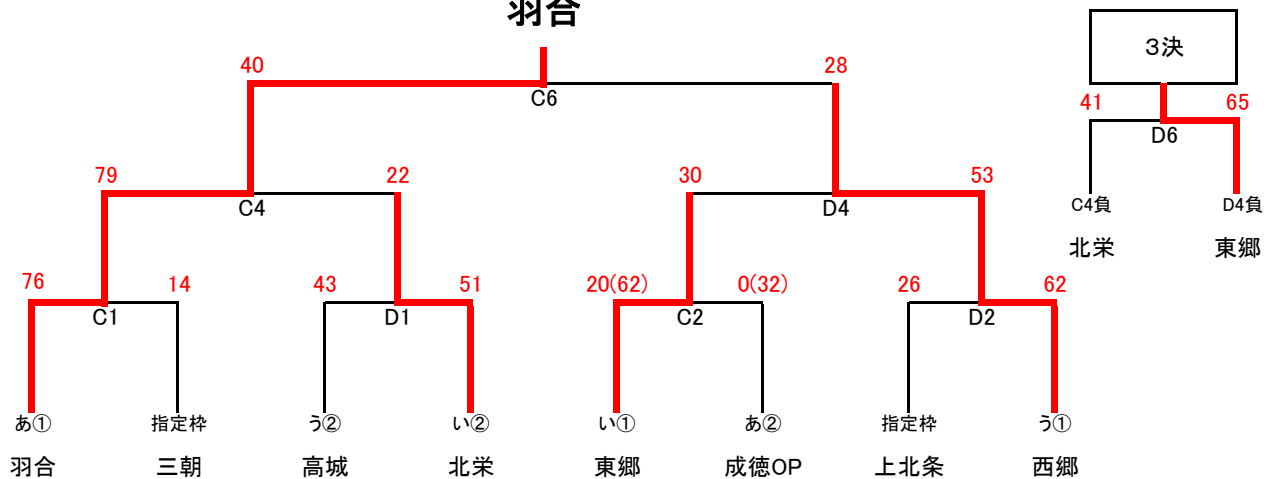 羽合
3決
40 28
C6
41 65
D6
79 22 30 53
C4 D4
C4負 D4負
北栄 東郷
76 14 43 51 20(62) 0(32) 26 62
C1 D1 C2 D2
あ① 指定枠 う② い② い① あ② 指定枠 う①
羽合 三朝 高城 北栄 東郷 成徳OP 上北条 西郷